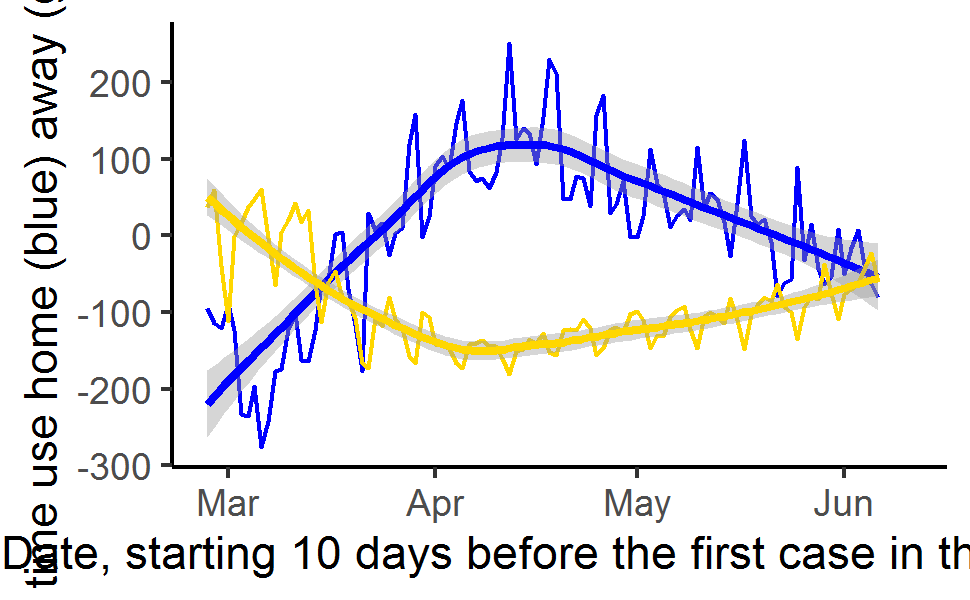 time use home (blue) away (g
200
100
0
-100
-200
-300
Mar Apr May Jun
Date, starting 10 days before the first case in th